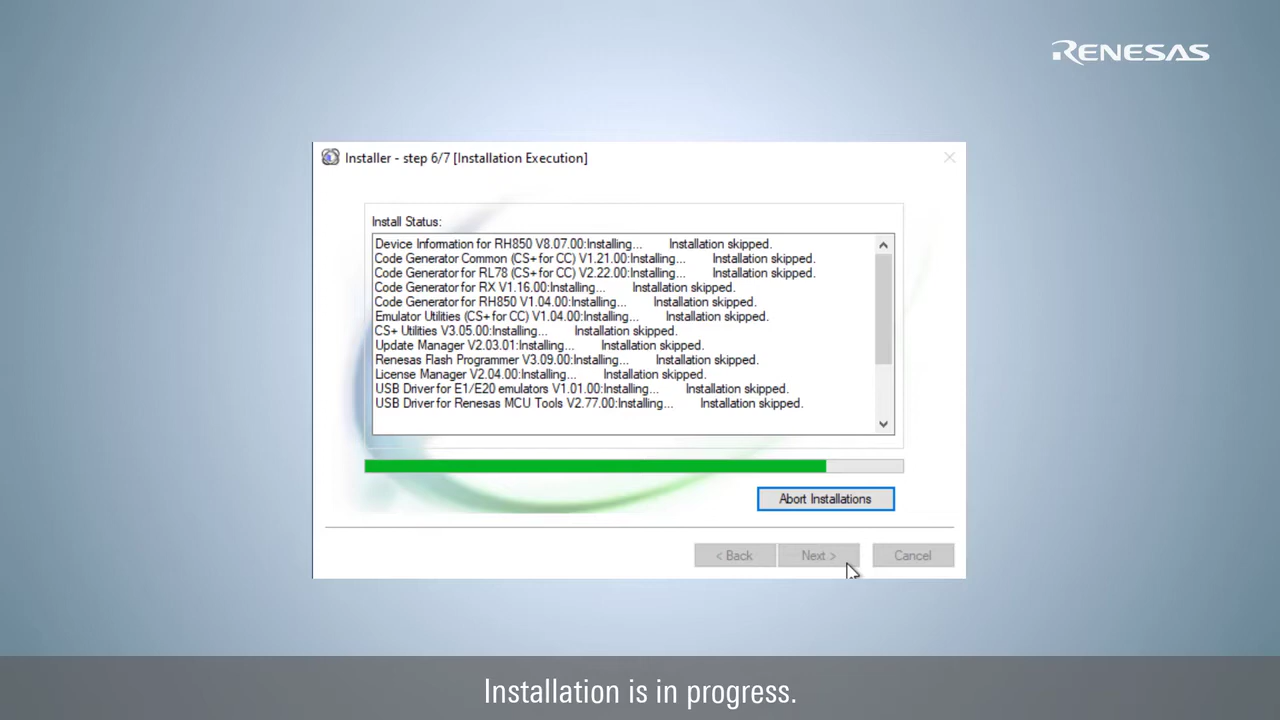 RENESAS
Installer - step 6/7 [Installation Execution]
Install Status:
Device Information for RH850 V8.07.00:Installing... Installation skipped.
Code Generator Common (CS+ for CC) V1.21.00:Installing... Installation skipped.
Code Generator for RL78 (CS+ for CC) V2.22.00:Installing... Installation skipped.
Code Generator for RX V1.16.00:Installing... Installation skipped.
Code Generator for RH850 V1.04.00:Installing... Installation skipped.
Emulator Utilities (CS+ for CC) V1.04.00:Installing... Installation skipped.
CS+ Utilities V3.05.00:Installing... Installation skipped.
Update Manager V2.03.01:Installing... Installation skipped.
Renesas Flash Programmer V3.09.00:Installing... Installation skipped.
License Manager V2.04.00:Installing... Installation skipped.
USB Driver for E1/E20 emulators V1.01.00:Installing... Installation skipped.
USB Driver for Renesas MCU Tools V2.77.00:Installing... Installation skipped.
Abort Installations
< Back Next > Cancel
Installation is in progress.